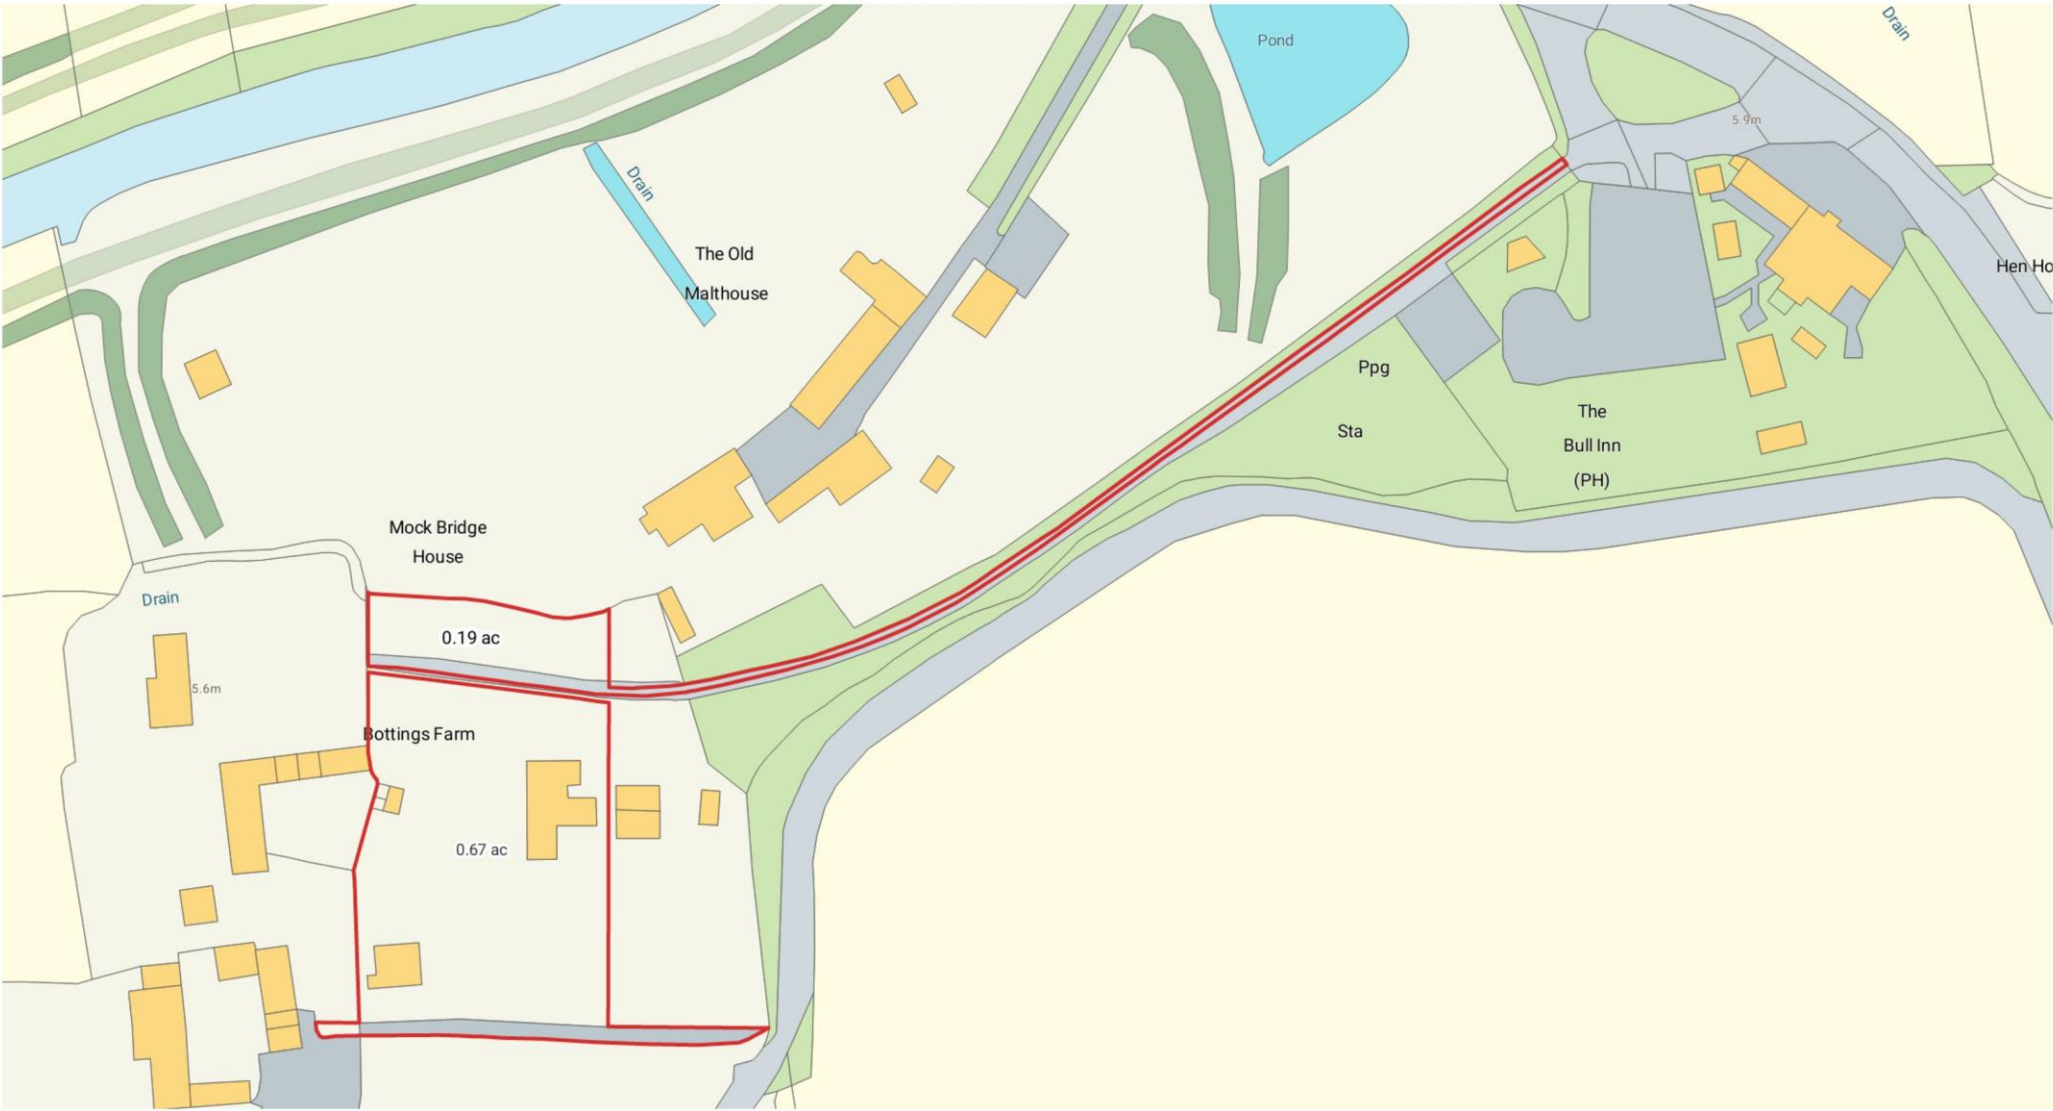 Pond
Drain
5.9m
Drain
The Old
Malthouse
Hen Ho
Ppg
Sta
The
Bull Inn
(PH)
Mock Bridge
House
Drain
0.19 ac
5.6m
Bottings Farm
0.67 ac